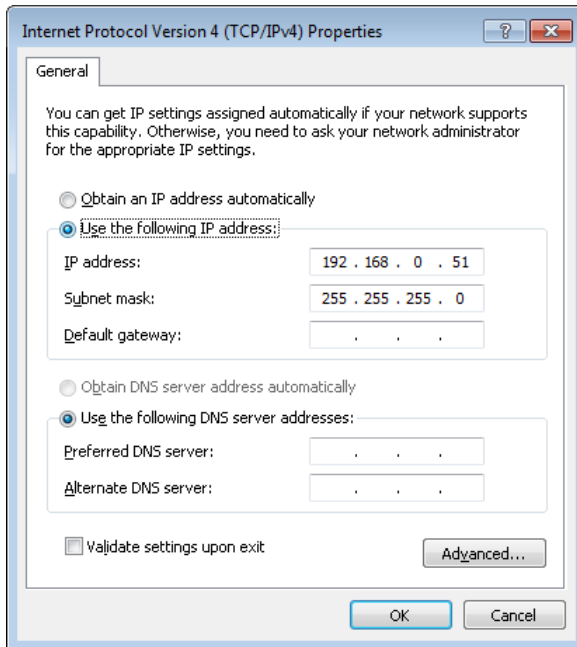 Internet Protocol Version 4 (TCP/IPv4) Properties
General
You can get IP settings assigned automatically if your network supports
this capability. Otherwise, you need to ask your network administrator
for the appropriate IP settings.
Obtain an IP address automatically
Use the following IP address:
IP address: 192 . 168 . 0 . 51
Subnet mask: 255 . 255 . 255 . 0
Default gateway: . . .
Obtain DNS server address automatically
Use the following DNS server addresses:
Preferred DNS server: . . .
Alternate DNS server: . . .
Validate settings upon exit
Advanced...
OK Cancel